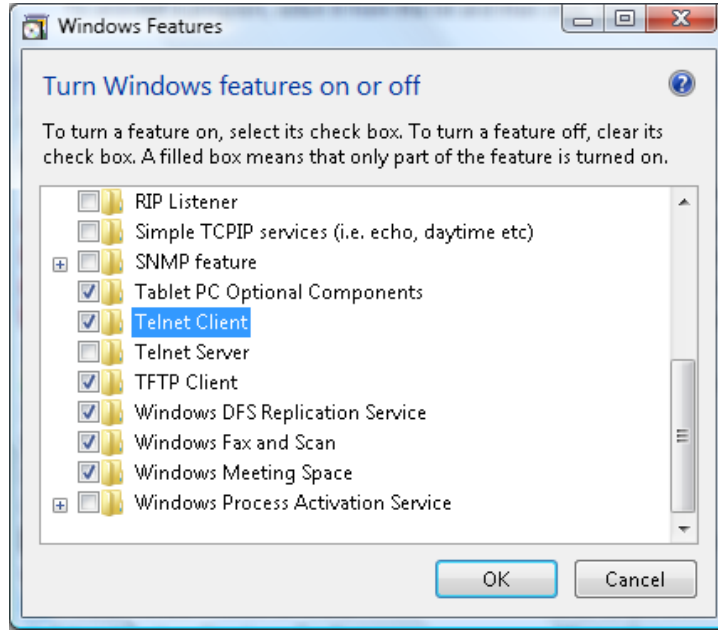 Windows Features
Turn Windows features on or off
To turn a feature on, select its check box. To turn a feature off, clear its
check box. A filled box means that only part of the feature is turned on.
RIP Listener
Simple TCPIP services (i.e. echo, daytime etc)
SNMP feature
Tablet PC Optional Components
Telnet Client
Telnet Server
TFTP Client
Windows DFS Replication Service
Windows Fax and Scan
Windows Meeting Space
Windows Process Activation Service
OK
Cancel